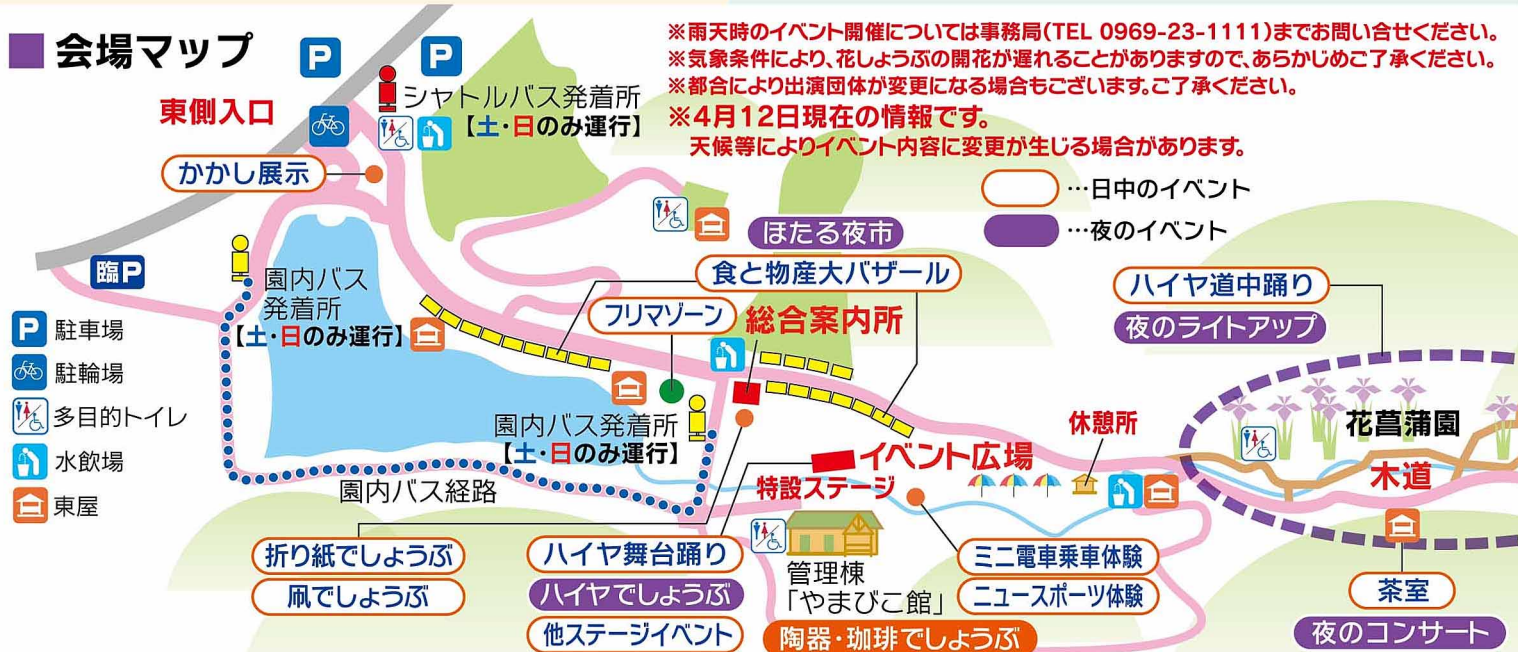 会場マップ
※雨天時のイベント開催については事務局(TEL 0969-23-1111)までお問い合せください。
※気象条件により、花しょうぶの開花が遅れることがありますので、あらかじめご了承ください。
※都合により出演団体が変更になる場合もございます。ご了承ください。
※4月12日現在の情報です。
天候等によりイベント内容に変更が生じる場合があります。
P
P
東側入口
シャトルバス発着所
【土・日のみ運行】
かかし展示
…日中のイベント
…夜のイベント
ほたる夜市
食と物産大バザール
臨P
園内バス
発着所
【土・日のみ運行】
フリマゾーン
総合案内所
ハイヤ道中踊り
夜のライトアップ
P 駐車場
駐輪場
多目的トイレ
水飲場
東屋
園内バス発着所
【土・日のみ運行】
園内バス経路
イベント広場
特設ステージ
休憩所
花菖蒲園
木道
折り紙でしょうぶ
凧でしょうぶ
ハイヤ舞台踊り
ハイヤでしょうぶ
他ステージイベント
管理棟
「やまびこ館」
陶器・珈琲でしょうぶ
ミニ電車乗車体験
ニュースポーツ体験
茶室
夜のコンサート